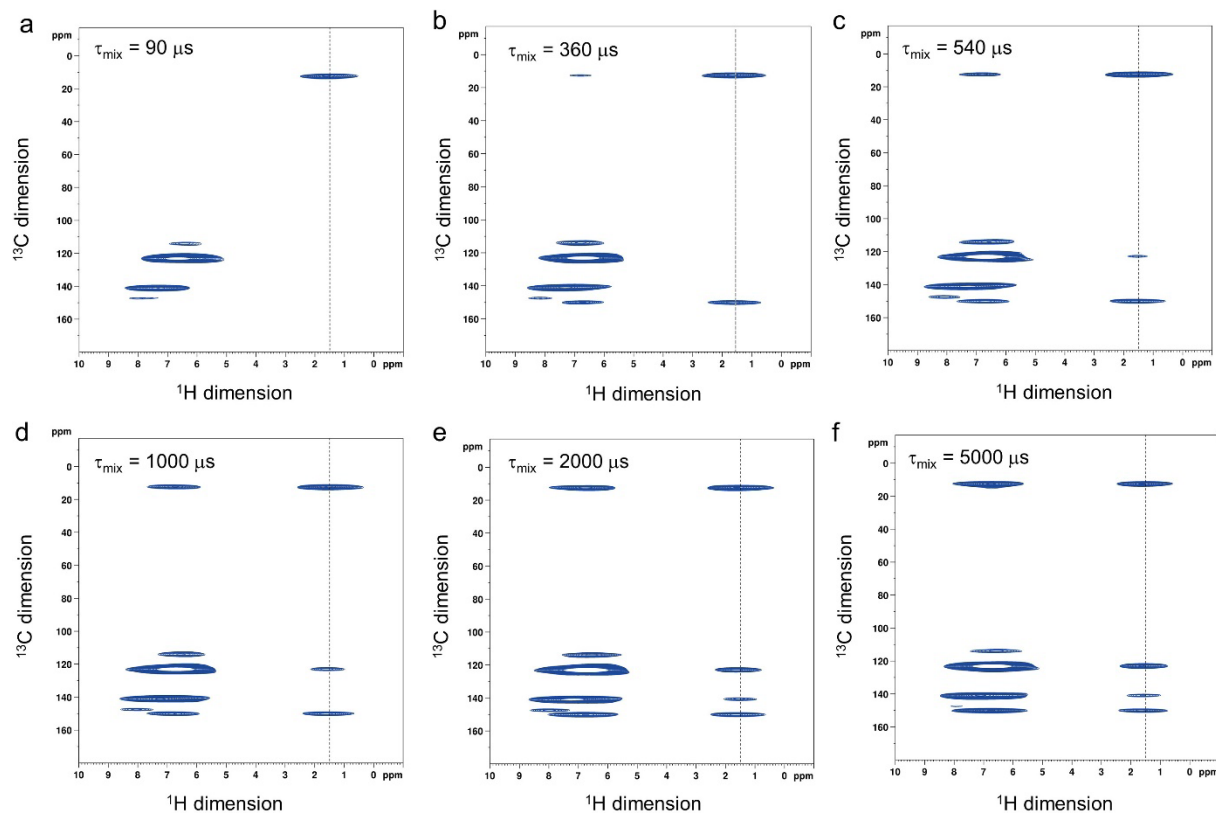 a
τmix = 90 μs
ppm
0
20
40
60
80
100
120
140
160
13C dimension
10 9 8 7 6 5 4 3 2 1 0 ppm
1H dimension
b
τmix = 360 μs
ppm
0
20
40
60
80
100
120
140
160
13C dimension
10 9 8 7 6 5 4 3 2 1 0 ppm
1H dimension
c
τmix = 540 μs
ppm
0
20
40
60
80
100
120
140
160
13C dimension
10 9 8 7 6 5 4 3 2 1 0 ppm
1H dimension
d
τmix = 1000 μs
ppm
0
20
40
60
80
100
120
140
160
13C dimension
10 9 8 7 6 5 4 3 2 1 0 ppm
1H dimension
e
τmix = 2000 μs
ppm
0
20
40
60
80
100
120
140
160
13C dimension
10 9 8 7 6 5 4 3 2 1 0 ppm
1H dimension
f
τmix = 5000 μs
ppm
0
20
40
60
80
100
120
140
160
13C dimension
10 9 8 7 6 5 4 3 2 1 0 ppm
1H dimension